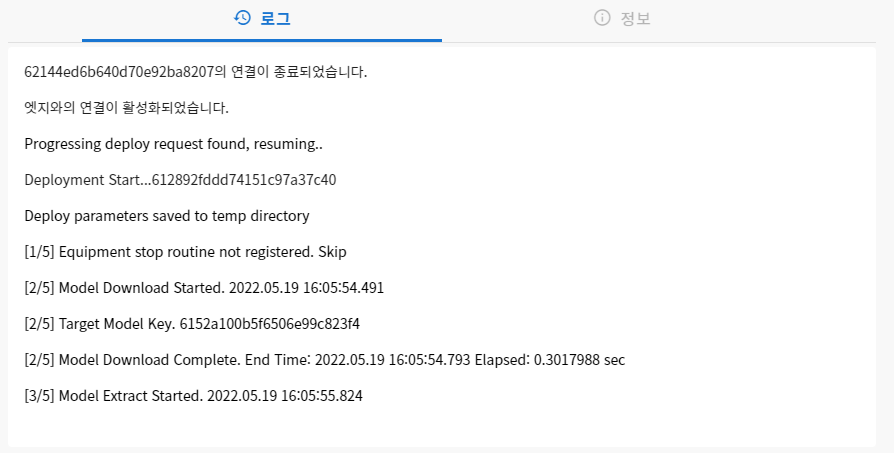 로그
정보
62144ed6b640d70e92ba8207의 연결이 종료되었습니다.
엣지와의 연결이 활성화되었습니다.
Progressing deploy request found, resuming..
Deployment Start...612892fddd74151c97a37c40
Deploy parameters saved to temp directory
[1/5] Equipment stop routine not registered. Skip
[2/5] Model Download Started. 2022.05.19 16:05:54.491
[2/5] Target Model Key. 6152a100b5f6506e99c823f4
[2/5] Model Download Complete. End Time: 2022.05.19 16:05:54.793 Elapsed: 0.3017988 sec
[3/5] Model Extract Started. 2022.05.19 16:05:55.824